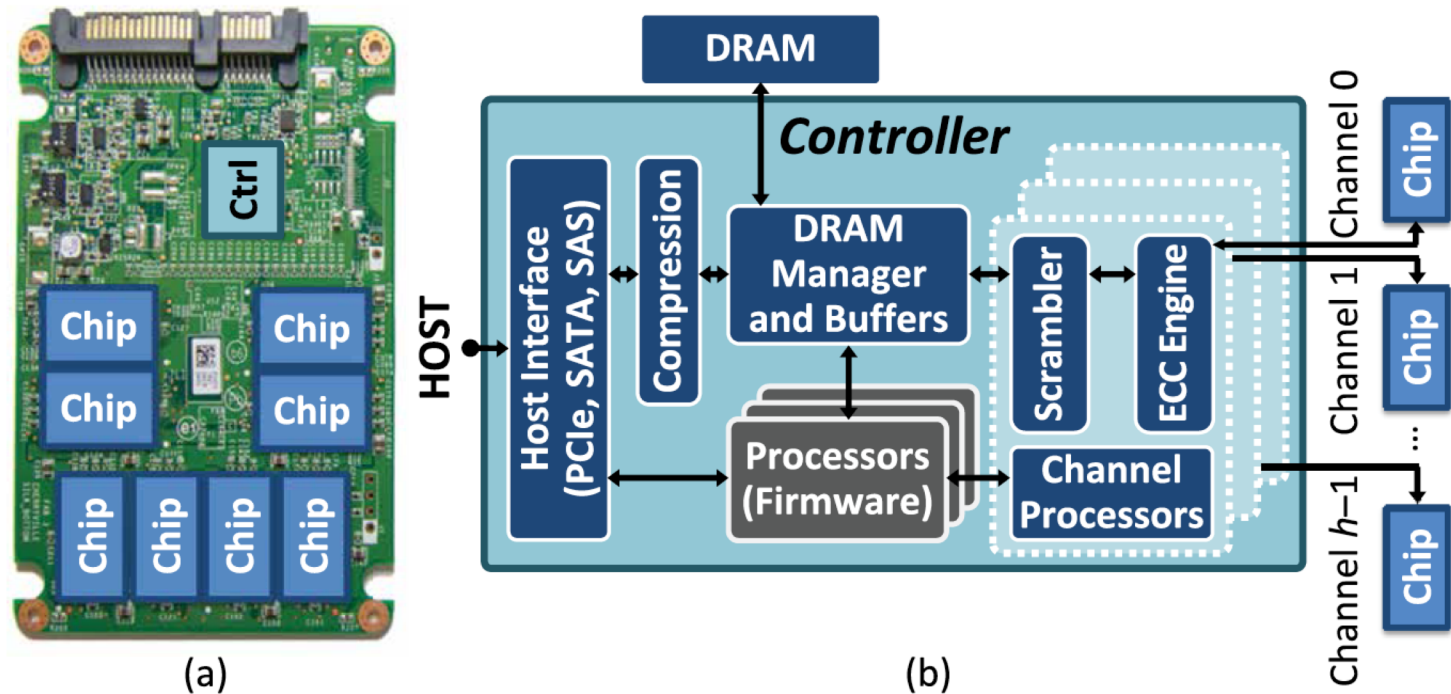 Ctrl
Chip
Chip
Chip
Chip
Chip
Chip
Chip
Chip
(a)
DRAM
Controller
HOST
Host Interface
(PCIe, SATA, SAS)
Compression
DRAM
Manager
and Buffers
Processors
(Firmware)
Scrambler
ECC Engine
Channel
Processors
Channel 0
Chip
Channel 1
Chip
...
Channel h–1
Chip
(b)